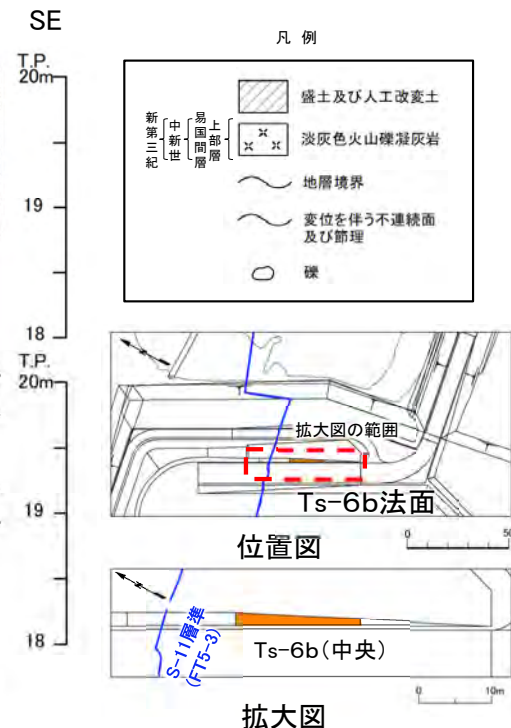 SE
T.P.
20m
19
18
T.P.
20m
19
18
凡 例
新第三紀
中新世
易国間層
上部層
盛土及び人工改変土
淡灰色火山礫凝灰岩
地層境界
変位を伴う不連続面
及び節理
礫
拡大図の範囲
Ts-6b法面
位置図
0
50
S-11層準
(FT5-3)
Ts-6b(中央)
0
10m
拡大図